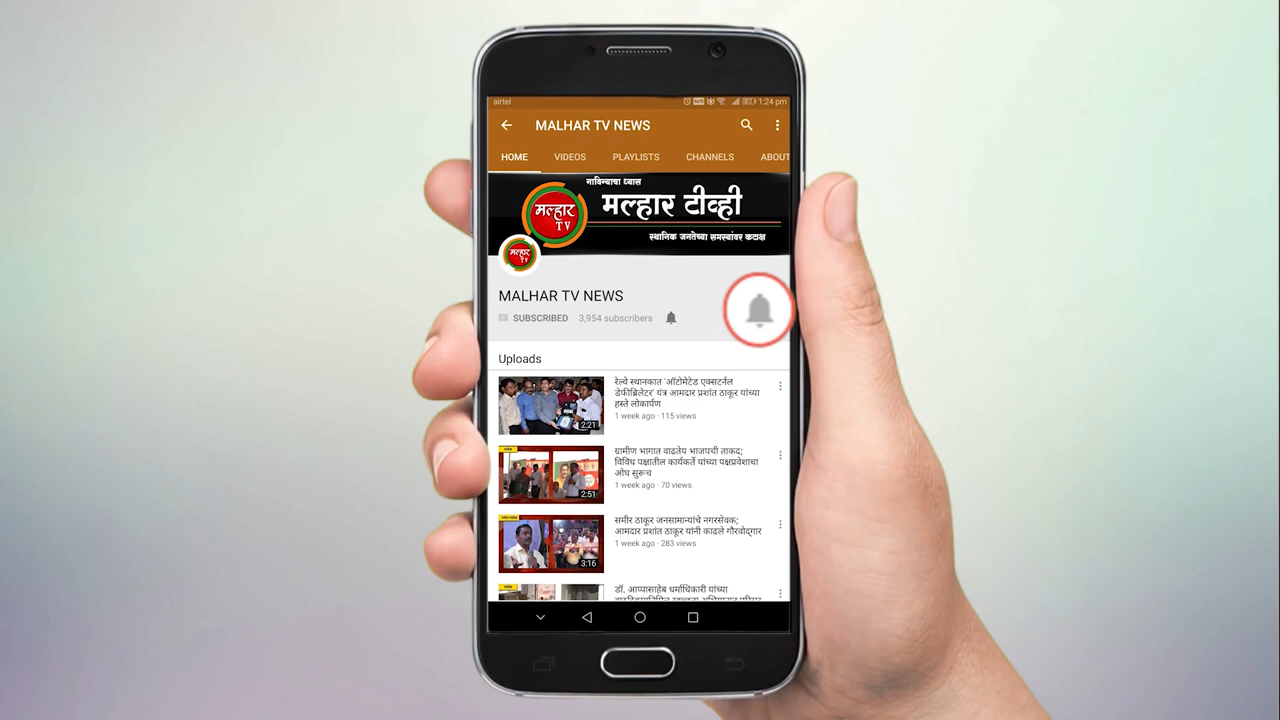 airtel 1:24 pm
MALHAR TV NEWS
HOME VIDEOS PLAYLISTS CHANNELS ABOUT
नाविन्याचा ध्यास
मल्हार टीव्ही
मल्हार
TV
स्थानिक जनतेच्या समस्यांवर कटाक्ष
मल्हार
TV
MALHAR TV NEWS
SUBSCRIBED 3,954 subscribers
Uploads
रेल्वे स्थानकात 'ऑटोमेटेड एक्सटर्नल
डेफीब्रिलेटर' यंत्र आमदार प्रशांत ठाकूर यांच्या
हस्ते लोकार्पण
1 week ago · 115 views
2:21
ग्रामीण भागात वाढतेय भाजपची ताकद;
विविध पक्षातील कार्यकर्ते यांच्या पक्षप्रवेशाचा
ओघ सुरूच
1 week ago · 70 views
2:51
समीर ठाकूर जनसामान्यांचे नगरसेवक;
आमदार प्रशांत ठाकूर यांनी काढले गौरवोद्गार
1 week ago · 283 views
3:16
डॉ. आप्पासाहेब धर्माधिकारी यांच्या